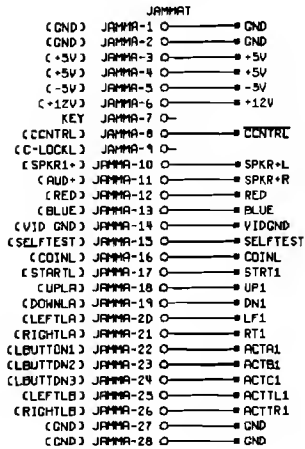 JAMMAT
(GND) JAMMA-1 GND
(GND) JAMMA-2 GND
(+5V) JAMMA-3 +5V
(+5V) JAMMA-4 +5V
(-5V) JAMMA-5 -5V
(+12V) JAMMA-6 +12V
KEY JAMMA-7
(CCNTRL) JAMMA-8 CCNTRL
(C-LOCKL) JAMMA-9
(SPKR1+) JAMMA-10 SPKR+L
(AUD+) JAMMA-11 SPKR+R
(RED) JAMMA-12 RED
(BLUE) JAMMA-13 BLUE
(VID GND) JAMMA-14 VIDGND
(SELFTEST) JAMMA-15 SELFTEST
(COINL) JAMMA-16 COINL
(STARTL) JAMMA-17 STRT1
(UPLA) JAMMA-18 UP1
(DOWNLA) JAMMA-19 DN1
(LEFTLA) JAMMA-20 LF1
(RIGHTLA) JAMMA-21 RT1
(LBUTTON1) JAMMA-22 ACTA1
(LBUTTON2) JAMMA-23 ACTB1
(LBUTTON3) JAMMA-24 ACTC1
(LEFTLB) JAMMA-25 ACTTL1
(RIGHTLB) JAMMA-26 ACTTR1
(GND) JAMMA-27 GND
(GND) JAMMA-28 GND